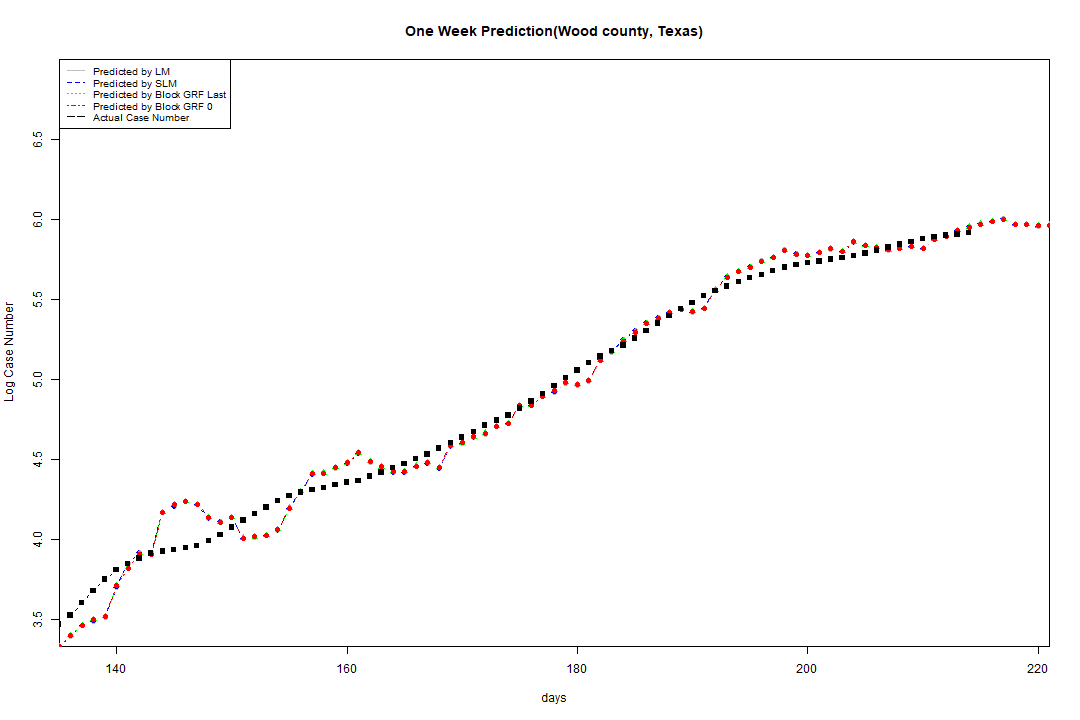 One Week Prediction(Wood county, Texas)
Predicted by LM
Predicted by SLM
Predicted by Block GRF Last
Predicted by Block GRF 0
Actual Case Number
6.5
6.0
5.5
5.0
4.5
4.0
3.5
Log Case Number
140 160 180 200 220
days